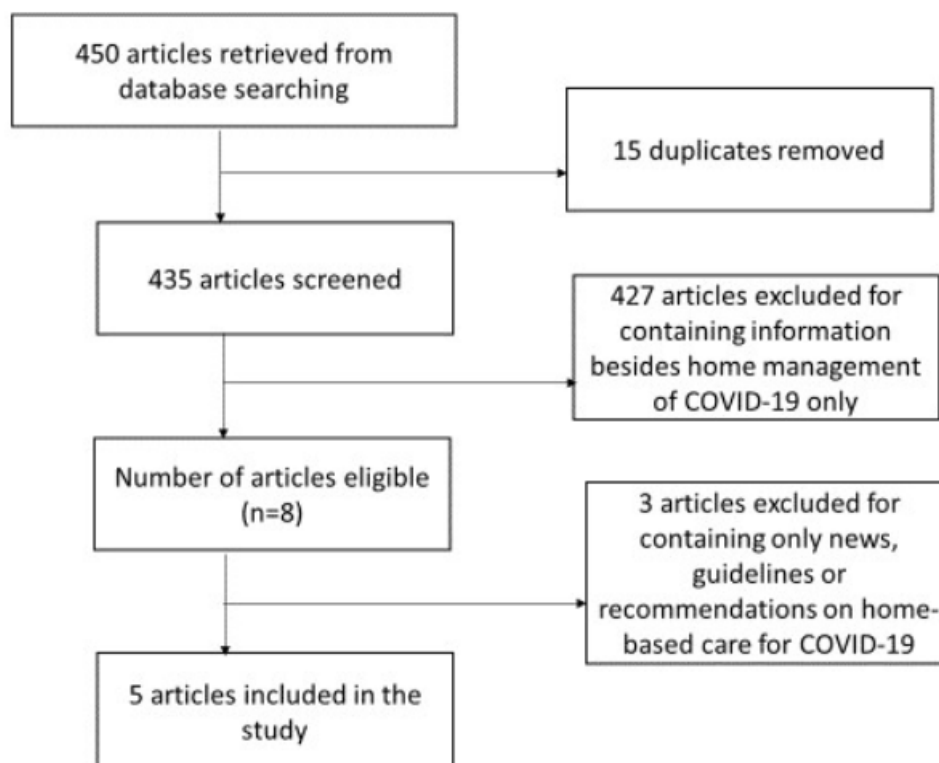 450 articles retrieved from
database searching
15 duplicates removed
435 articles screened
427 articles excluded for
containing information
besides home management
of COVID-19 only
Number of articles eligible
(n=8)
3 articles excluded for
containing only news,
guidelines or
recommendations on home-
based care for COVID-19
5 articles included in the
study